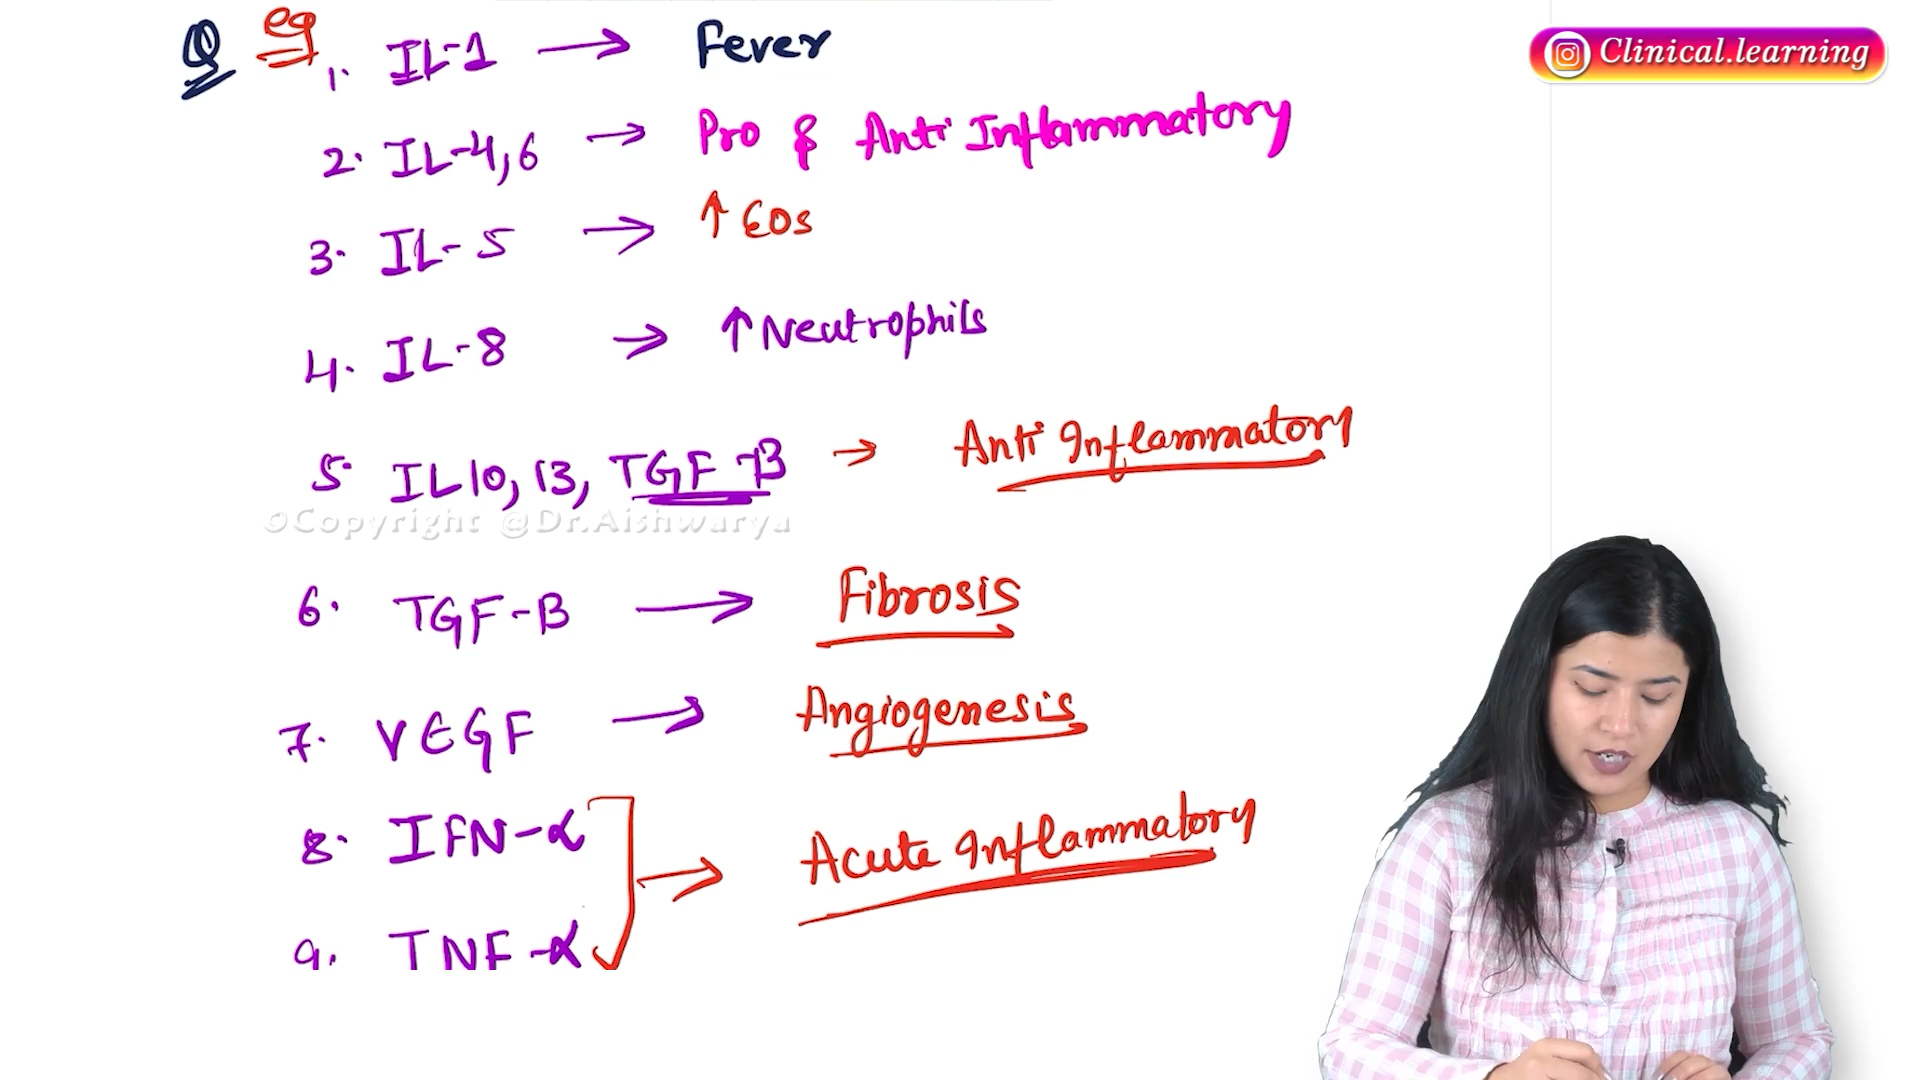 Q eg
1. IL-1 → Fever
Clinical.learning
2. IL-4,6 → Pro & Anti Inflammatory
3. IL-5 → ↑ Eos
4. IL-8 → ↑ Neutrophils
5. IL10, 13, TGF-B → Anti Inflammatory
©Copyright @Dr.Aishwarya
6. TGF-B → Fibrosis
7. VEGF → Angiogenesis
8. IFN-α
→ Acute Inflammatory
9. TNF-α